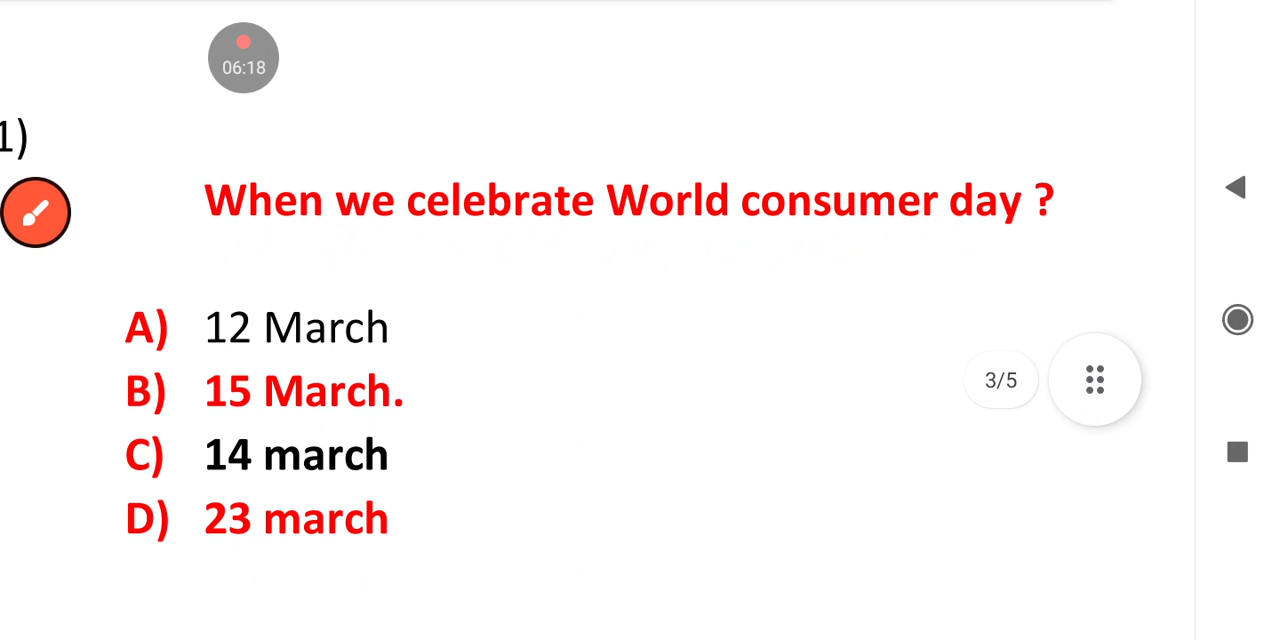 06:18
1)
When we celebrate World consumer day ?
A) 12 March
B) 15 March.
3/5
C) 14 march
D) 23 march